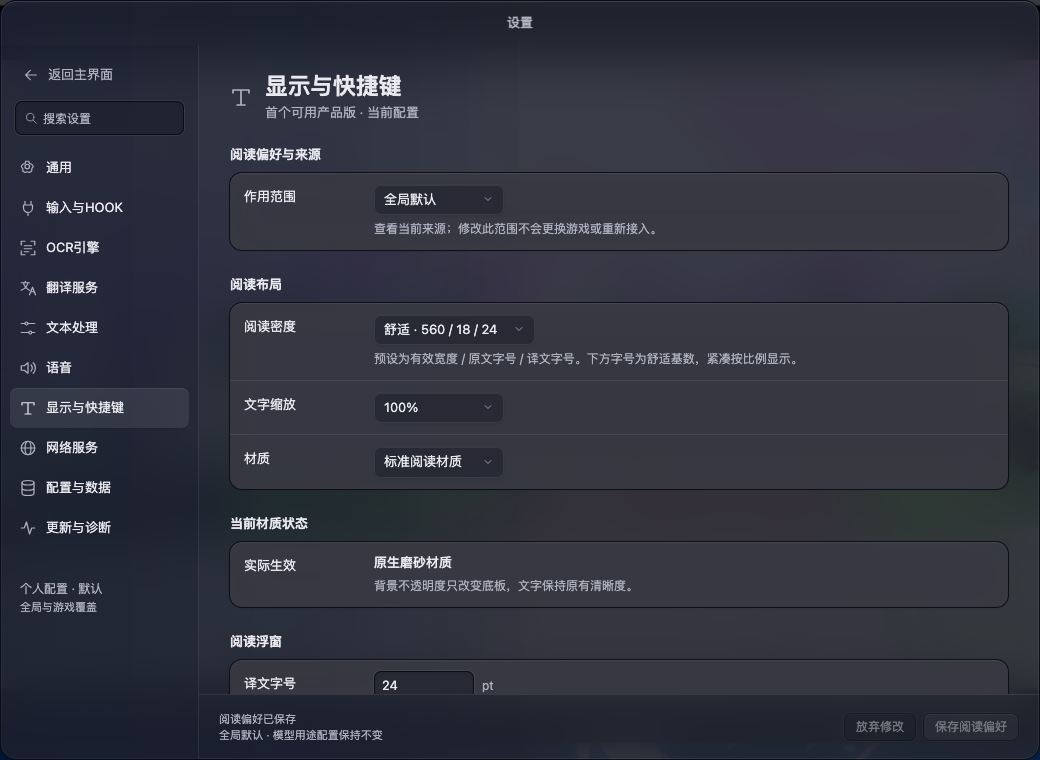 设置
返回主界面
搜索设置
通用
输入与HOOK
OCR引擎
翻译服务
文本处理
语音
显示与快捷键
网络服务
配置与数据
更新与诊断
个人配置 · 默认
全局与游戏覆盖
显示与快捷键
首个可用产品版 · 当前配置
阅读偏好与来源
作用范围
全局默认
查看当前来源；修改此范围不会更换游戏或重新接入。
阅读布局
阅读密度
舒适 · 560 / 18 / 24
预设为有效宽度 / 原文字号 / 译文字号。下方字号为舒适基数，紧凑按比例显示。
文字缩放
100%
材质
标准阅读材质
当前材质状态
实际生效
原生磨砂材质
背景不透明度只改变底板，文字保持原有清晰度。
阅读浮窗
译文字号
24 pt
阅读偏好已保存
全局默认 · 模型用途配置保持不变
放弃修改
保存阅读偏好